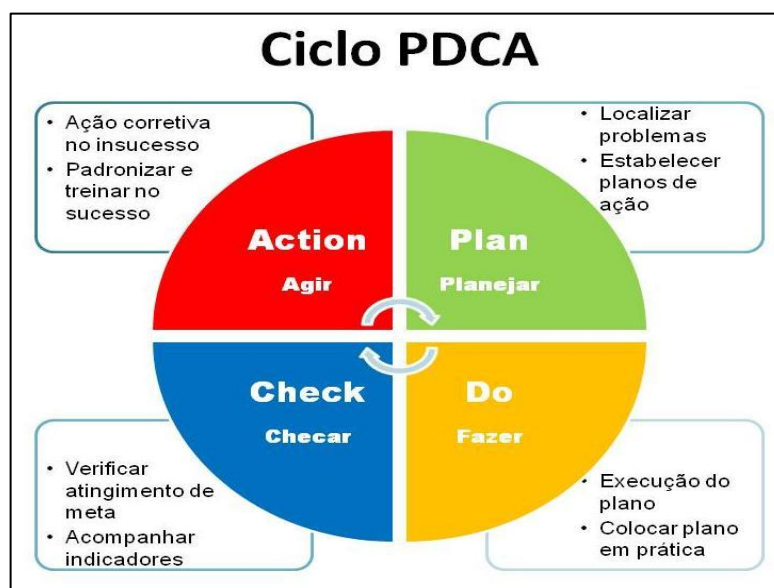 Ciclo PDCA
• Ação corretiva
no insucesso
• Padronizar e
treinar no
sucesso
• Localizar
problemas
• Estabelecer
planos de
ação
Action
Agir
Plan
Planejar
Check
Checar
Do
Fazer
• Verificar
atingimento de
meta
• Acompanhar
indicadores
• Execução do
plano
• Colocar plano
em prática